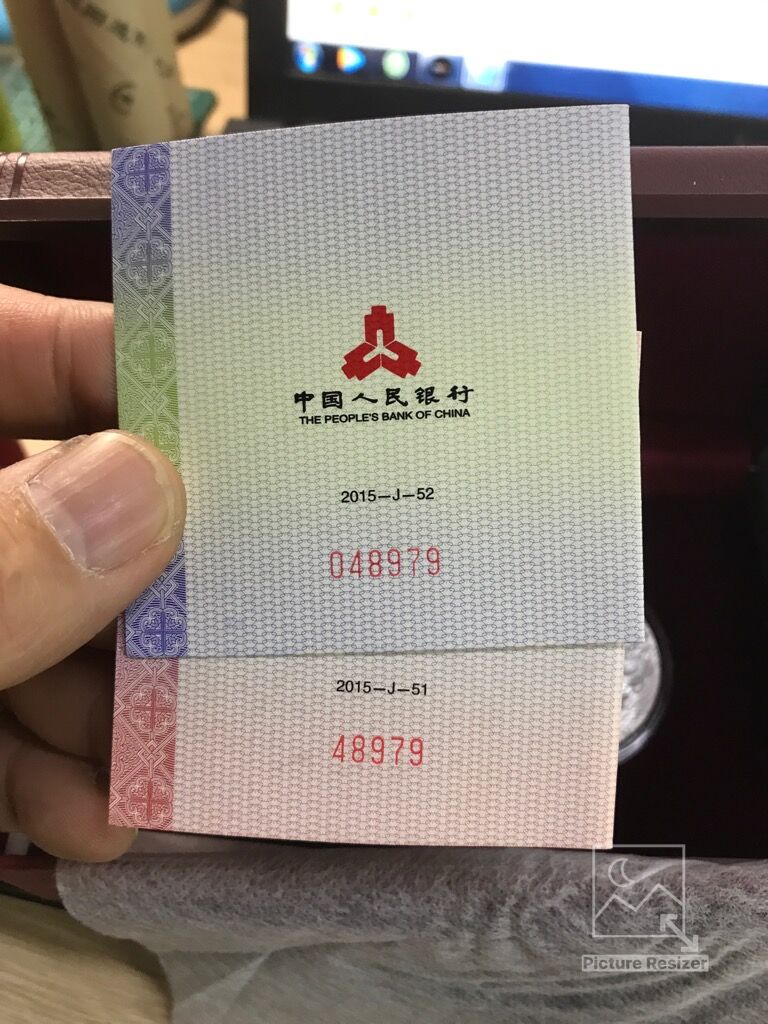 中国人民银行
THE PEOPLE'S BANK OF CHINA
2015-J-52
048979
2015-J-51
48979
Picture Resizer